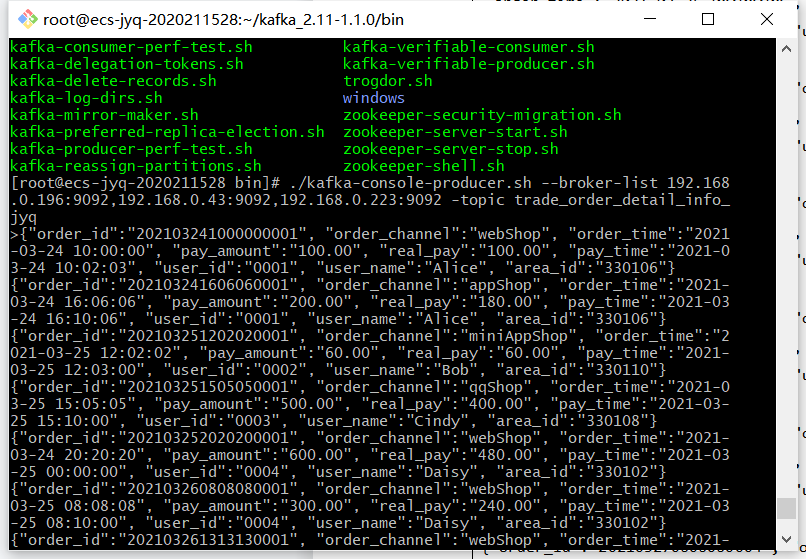 root@ecs-jyq-2020211528:~/kafka_2.11-1.1.0/bin
kafka-consumer-perf-test.sh kafka-verifiable-consumer.sh
kafka-delegation-tokens.sh kafka-verifiable-producer.sh
kafka-delete-records.sh trogdor.sh
kafka-log-dirs.sh windows
kafka-mirror-maker.sh zookeeper-security-migration.sh
kafka-preferred-replica-election.sh zookeeper-server-start.sh
kafka-producer-perf-test.sh zookeeper-server-stop.sh
kafka-reassign-partitions.sh zookeeper-shell.sh
[root@ecs-jyq-2020211528 bin]# ./kafka-console-producer.sh --broker-list 192.168
.0.196:9092,192.168.0.43:9092,192.168.0.223:9092 -topic trade_order_detail_info_
jyq
>{"order_id":"202103241000000001", "order_channel":"webShop", "order_time":"2021
-03-24 10:00:00", "pay_amount":"100.00", "real_pay":"100.00", "pay_time":"2021-0
3-24 10:02:03", "user_id":"0001", "user_name":"Alice", "area_id":"330106"}
{"order_id":"202103241606060001", "order_channel":"appShop", "order_time":"2021-
03-24 16:06:06", "pay_amount":"200.00", "real_pay":"180.00", "pay_time":"2021-03
-24 16:10:06", "user_id":"0001", "user_name":"Alice", "area_id":"330106"}
{"order_id":"202103251202020001", "order_channel":"miniAppShop", "order_time":"2
021-03-25 12:02:02", "pay_amount":"60.00", "real_pay":"60.00", "pay_time":"2021-
03-25 12:03:00", "user_id":"0002", "user_name":"Bob", "area_id":"330110"}
{"order_id":"202103251505050001", "order_channel":"qqShop", "order_time":"2021-0
3-25 15:05:05", "pay_amount":"500.00", "real_pay":"400.00", "pay_time":"2021-03-
25 15:10:00", "user_id":"0003", "user_name":"Cindy", "area_id":"330108"}
{"order_id":"202103252020200001", "order_channel":"webShop", "order_time":"2021-
03-24 20:20:20", "pay_amount":"600.00", "real_pay":"480.00", "pay_time":"2021-03
-25 00:00:00", "user_id":"0004", "user_name":"Daisy", "area_id":"330102"}
{"order_id":"202103260808080001", "order_channel":"webShop", "order_time":"2021-
03-25 08:08:08", "pay_amount":"300.00", "real_pay":"240.00", "pay_time":"2021-03
-25 08:10:00", "user_id":"0004", "user_name":"Daisy", "area_id":"330102"}
{"order_id":"202103261313130001", "order_channel":"webShop", "order_time":"2021-